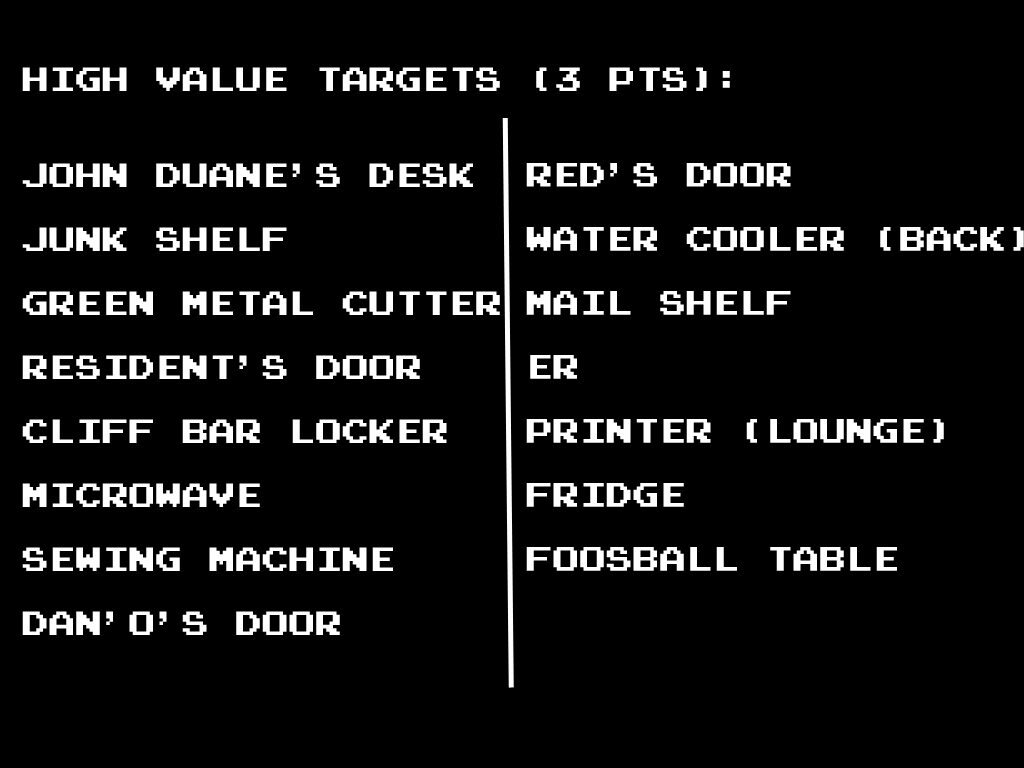 HIGH VALUE TARGETS (3 PTS):
JOHN DUANE'S DESK
JUNK SHELF
GREEN METAL CUTTER
RESIDENT'S DOOR
CLIFF BAR LOCKER
MICROWAVE
SEWING MACHINE
DAN'O'S DOOR
RED'S DOOR
WATER COOLER (BACK)
MAIL SHELF
ER
PRINTER (LOUNGE)
FRIDGE
FOOSBALL TABLE